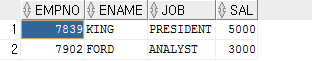 EMPNO ENAME JOB SAL
1 7839 KING PRESIDENT 5000
2 7902 FORD ANALYST 3000